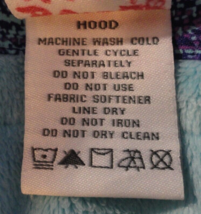 HOOD
MACHINE WASH COLD
GENTLE CYCLE
SEPARATELY
DO NOT BLEACH
DO NOT USE
FABRIC SOFTENER
LINE DRY
DO NOT IRON
DO NOT DRY CLEAN